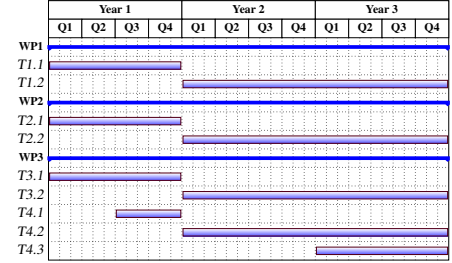 Year 1 Year 2 Year 3
Q1 Q2 Q3 Q4 Q1 Q2 Q3 Q4 Q1 Q2 Q3 Q4
WP1
T1.1
T1.2
WP2
T2.1
T2.2
WP3
T3.1
T3.2
T4.1
T4.2
T4.3